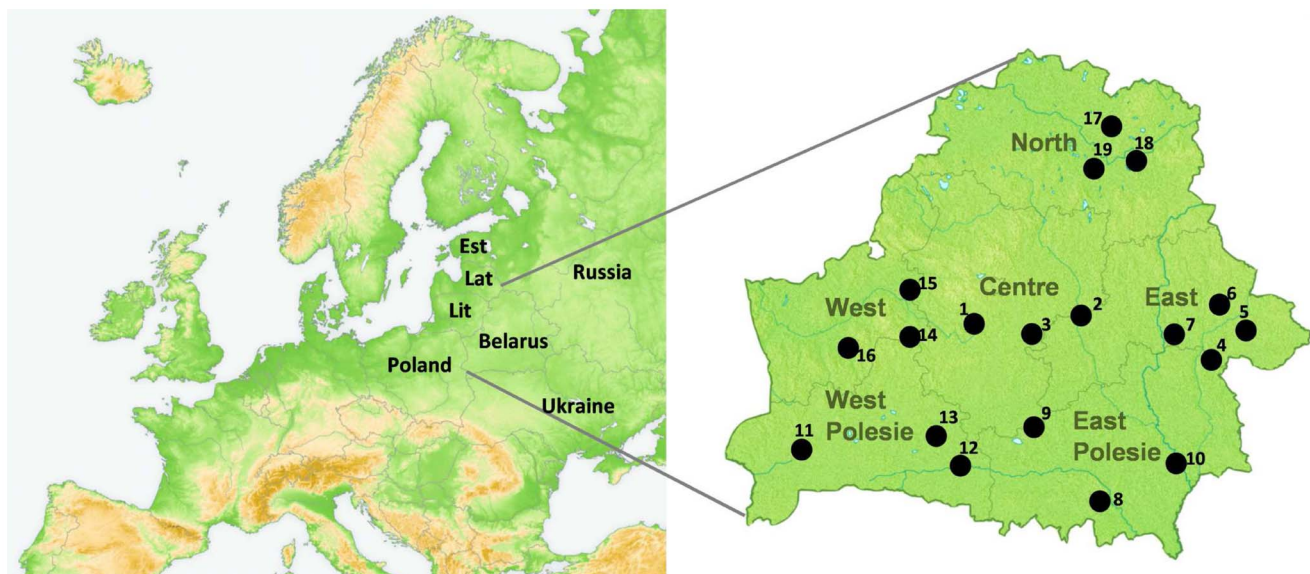 Est
Lat
Lit
Russia
Belarus
Poland
Ukraine
17
North
19
18
15
West
Centre
1
3
2
East
6
5
7
4
14
16
West
Polesie
13
9
East
Polesie
11
12
10
8